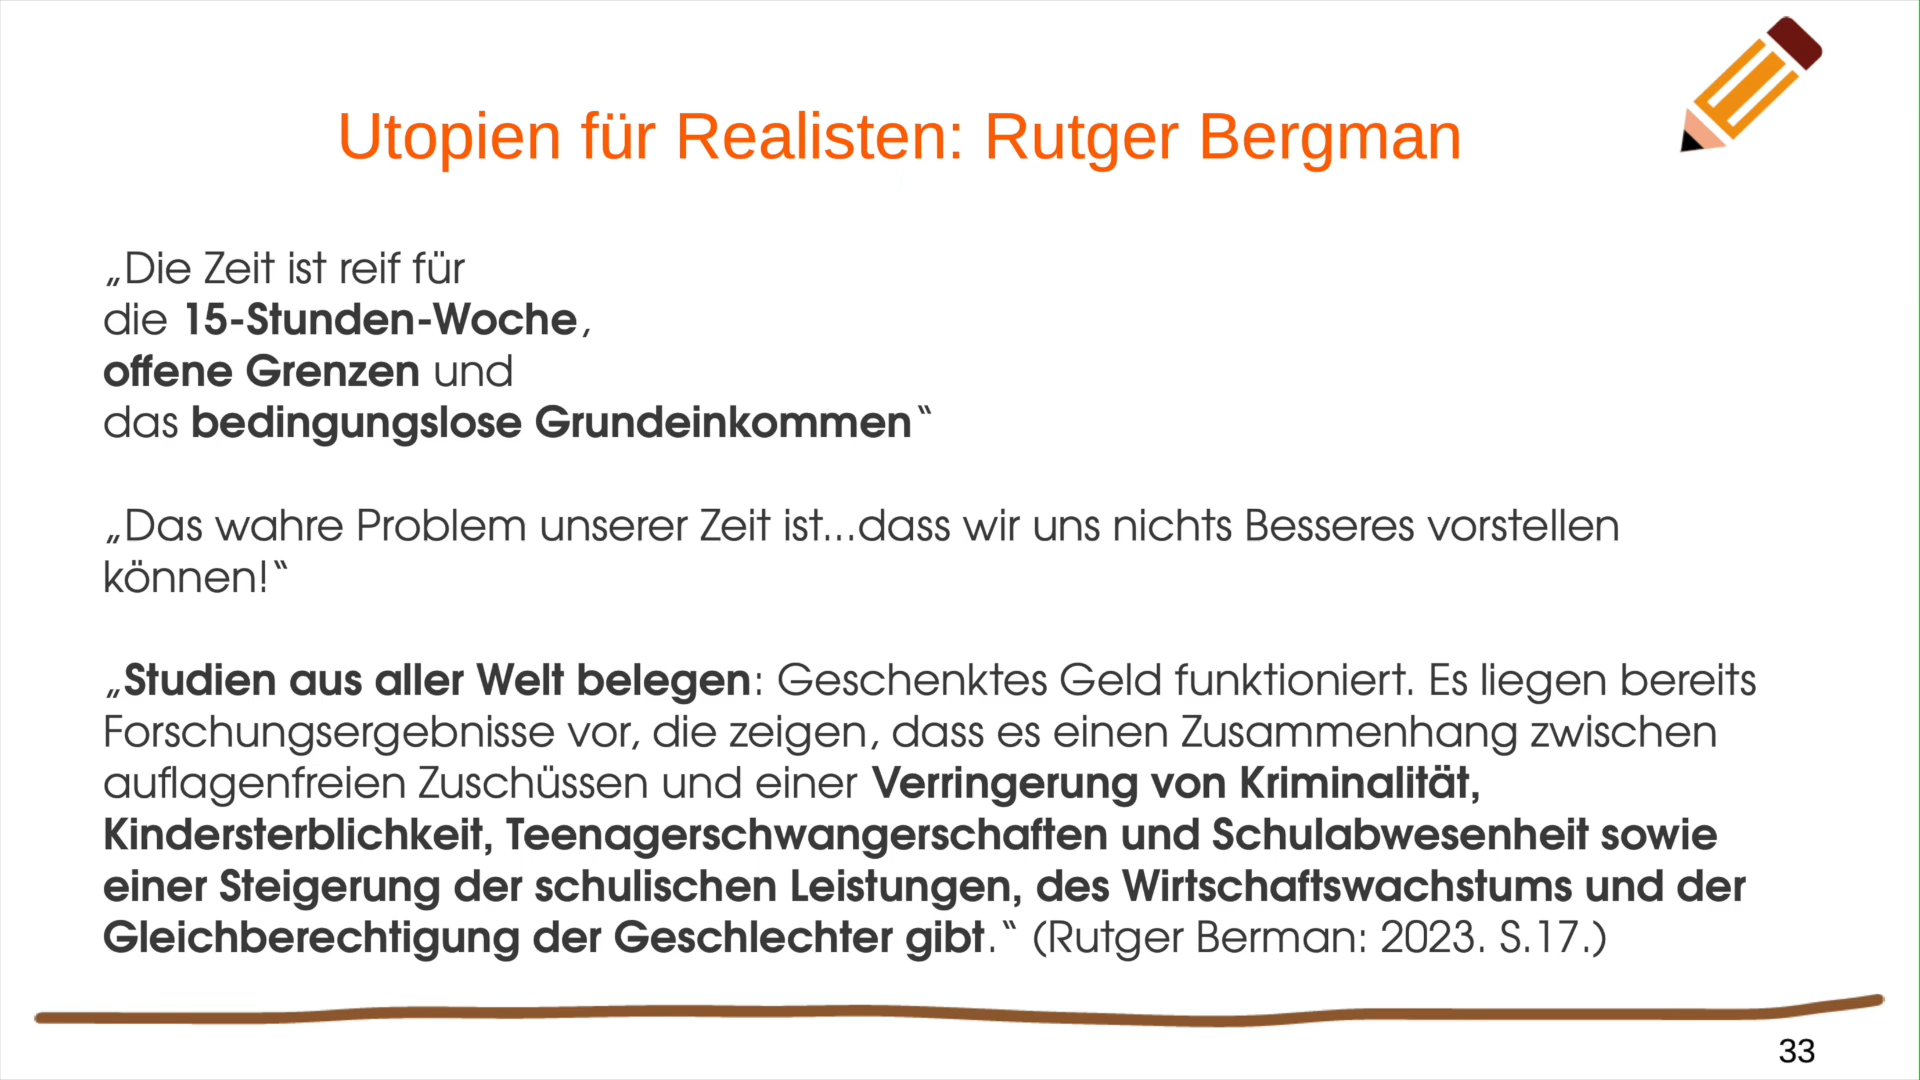 Utopien für Realisten: Rutger Bergman
„Die Zeit ist reif für
die 15-Stunden-Woche,
offene Grenzen und
das bedingungslose Grundeinkommen‟
„Das wahre Problem unserer Zeit ist...dass wir uns nichts Besseres vorstellen
können!‟
„Studien aus aller Welt belegen: Geschenktes Geld funktioniert. Es liegen bereits
Forschungsergebnisse vor, die zeigen, dass es einen Zusammenhang zwischen
auflagenfreien Zuschüssen und einer Verringerung von Kriminalität,
Kindersterblichkeit, Teenagerschwangerschaften und Schulabwesenheit sowie
einer Steigerung der schulischen Leistungen, des Wirtschaftswachstums und der
Gleichberechtigung der Geschlechter gibt.‟ (Rutger Berman: 2023. S.17.)
33